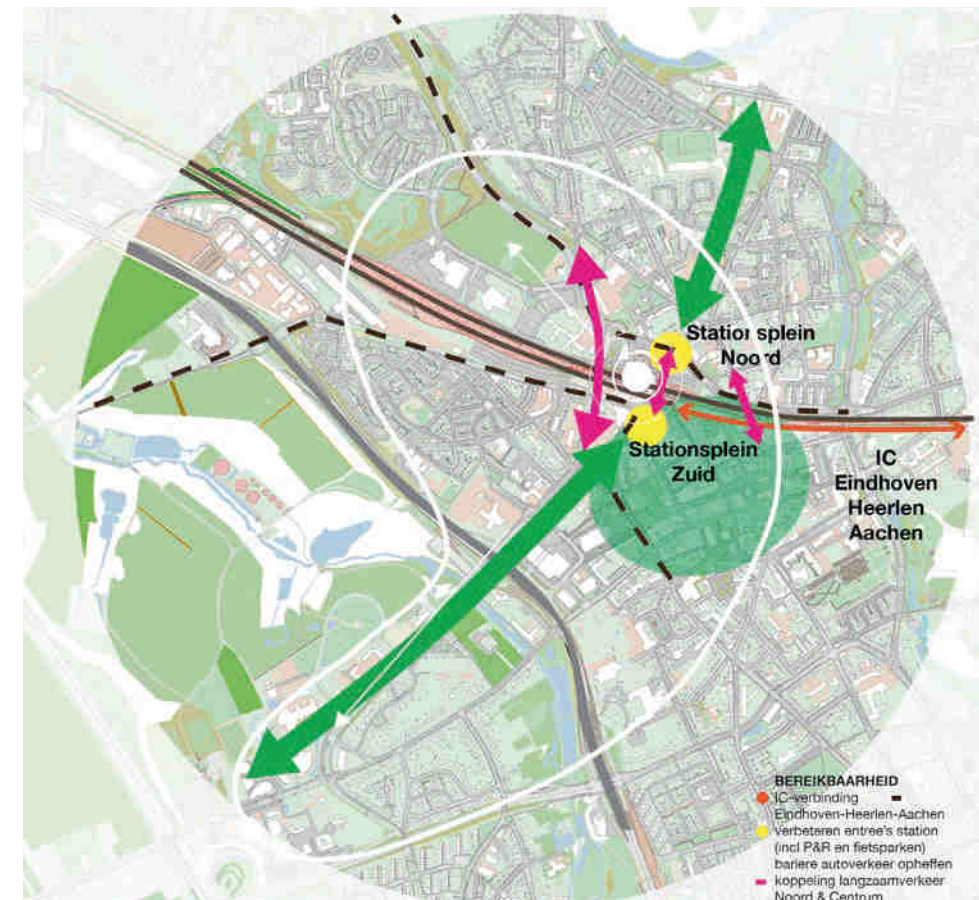 Stationsplein
Noord
Stationsplein
Zuid
IC
Eindhoven
Heerlen
Aachen
BEREIKBAARHEID
IC-verbinding
Eindhoven-Heerlen-Aachen
verbeteren entree's station
(incl P&R en fietsparken)
bariere autoverkeer opheffen
koppeling langzaamverkeer
Noord & Centrum